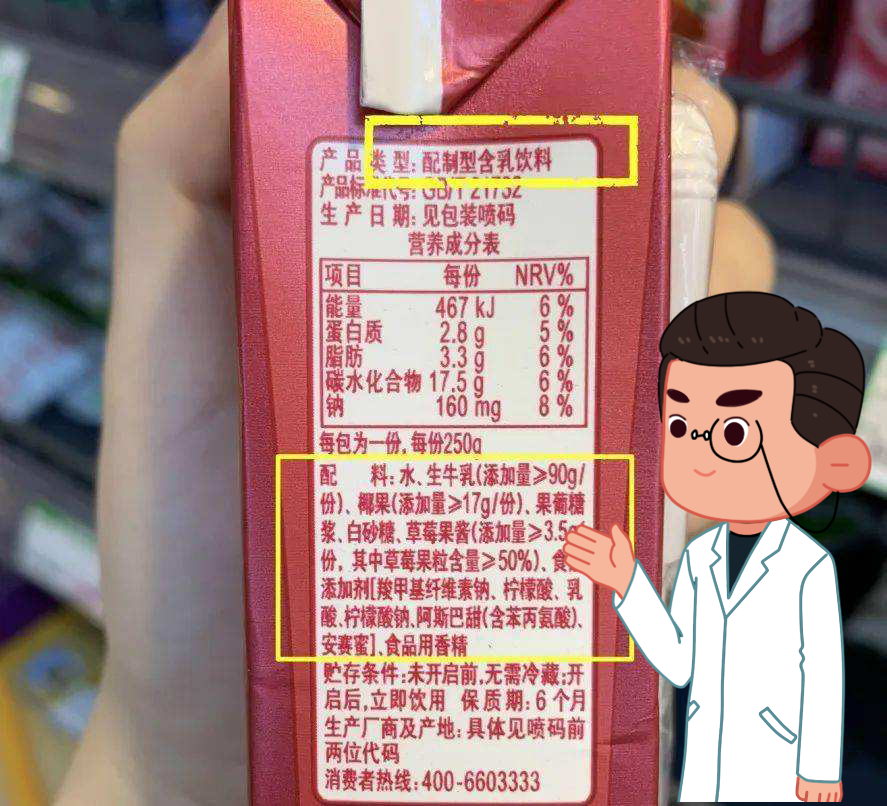 产品类型:配制型含乳饮料
产品标准代号:GB/T 21732
生产日期:见包装喷码
营养成分表
项目 每份 NRV%
能量 467 kJ 6 %
蛋白质 2.8 g 5 %
脂肪 3.3 g 6 %
碳水化合物 17.5 g 6 %
钠 160 mg 8 %
每包为一份,每份250g
配 料:水、生牛乳(添加量≥90g/
份)、椰果(添加量≥17g/份)、果葡糖
浆、白砂糖、草莓果酱(添加量≥3.5g/
份,其中草莓果粒含量≥50%)、食
添加剂[羧甲基纤维素钠、柠檬酸、乳
酸、柠檬酸钠、阿斯巴甜(含苯丙氨酸)、
安赛蜜]、食品用香精
贮存条件:未开启前,无需冷藏;开
启后,立即饮用 保质期:6个月
生产厂商及产地:具体见喷码前
两位代码
消费者热线:400-6603333